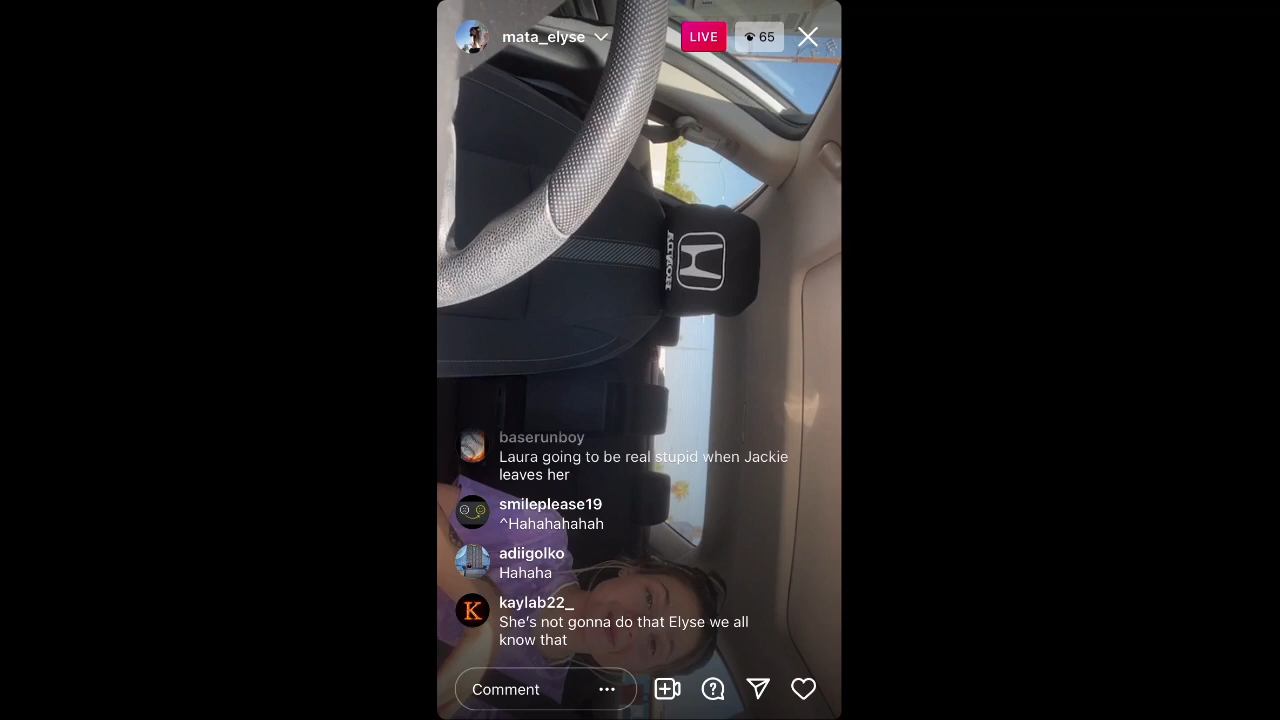 mata_elyse
LIVE
65
HONDA
baserunboy
Laura going to be real stupid when Jackie
leaves her
smileplease19
^Hahahahahah
adiigolko
Hahaha
K
kaylab22_
She's not gonna do that Elyse we all
know that
Comment